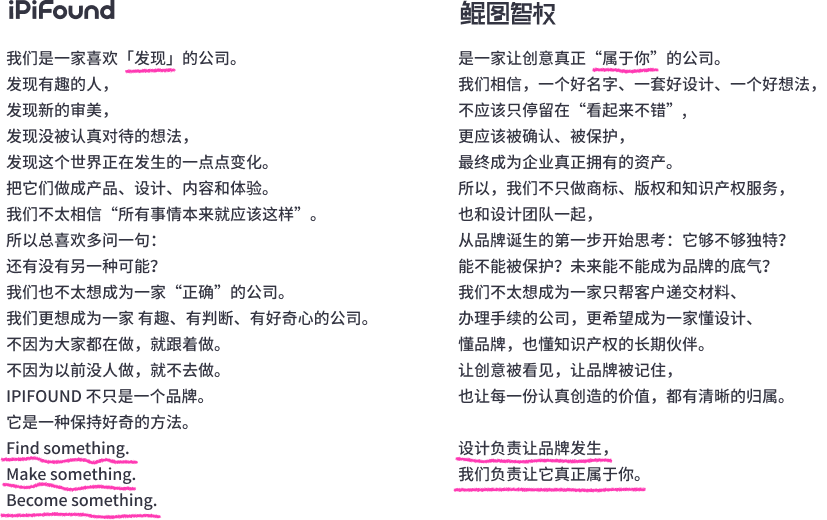 iPiFound
我们是一家喜欢「发现」的公司。
发现有趣的人，
发现新的审美，
发现没被认真对待的想法，
发现这个世界正在发生的一点点变化。
把它们做成产品、设计、内容和体验。
我们不太相信“所有事情本来就应该这样”。
所以总喜欢多问一句：
还有没有另一种可能？
我们也不太想成为一家“正确”的公司。
我们更想成为一家 有趣、有判断、有好奇心的公司。
不因为大家都在做，就跟着做。
不因为以前没人做，就不去做。
IPIFOUND 不只是一个品牌。
它是一种保持好奇的方法。
Find something.
Make something.
Become something.
鲲图智权
是一家让创意真正“属于你”的公司。
我们相信，一个好名字、一套好设计、一个好想法，
不应该只停留在“看起来不错”，
更应该被确认、被保护，
最终成为企业真正拥有的资产。
所以，我们不只做商标、版权和知识产权服务，
也和设计团队一起，
从品牌诞生的第一步开始思考：它够不够独特？
能不能被保护？未来能不能成为品牌的底气？
我们不太想成为一家只帮客户递交材料、
办理手续的公司，更希望成为一家懂设计、
懂品牌，也懂知识产权的长期伙伴。
让创意被看见，让品牌被记住，
也让每一份认真创造的价值，都有清晰的归属。
设计负责让品牌发生，
我们负责让它真正属于你。